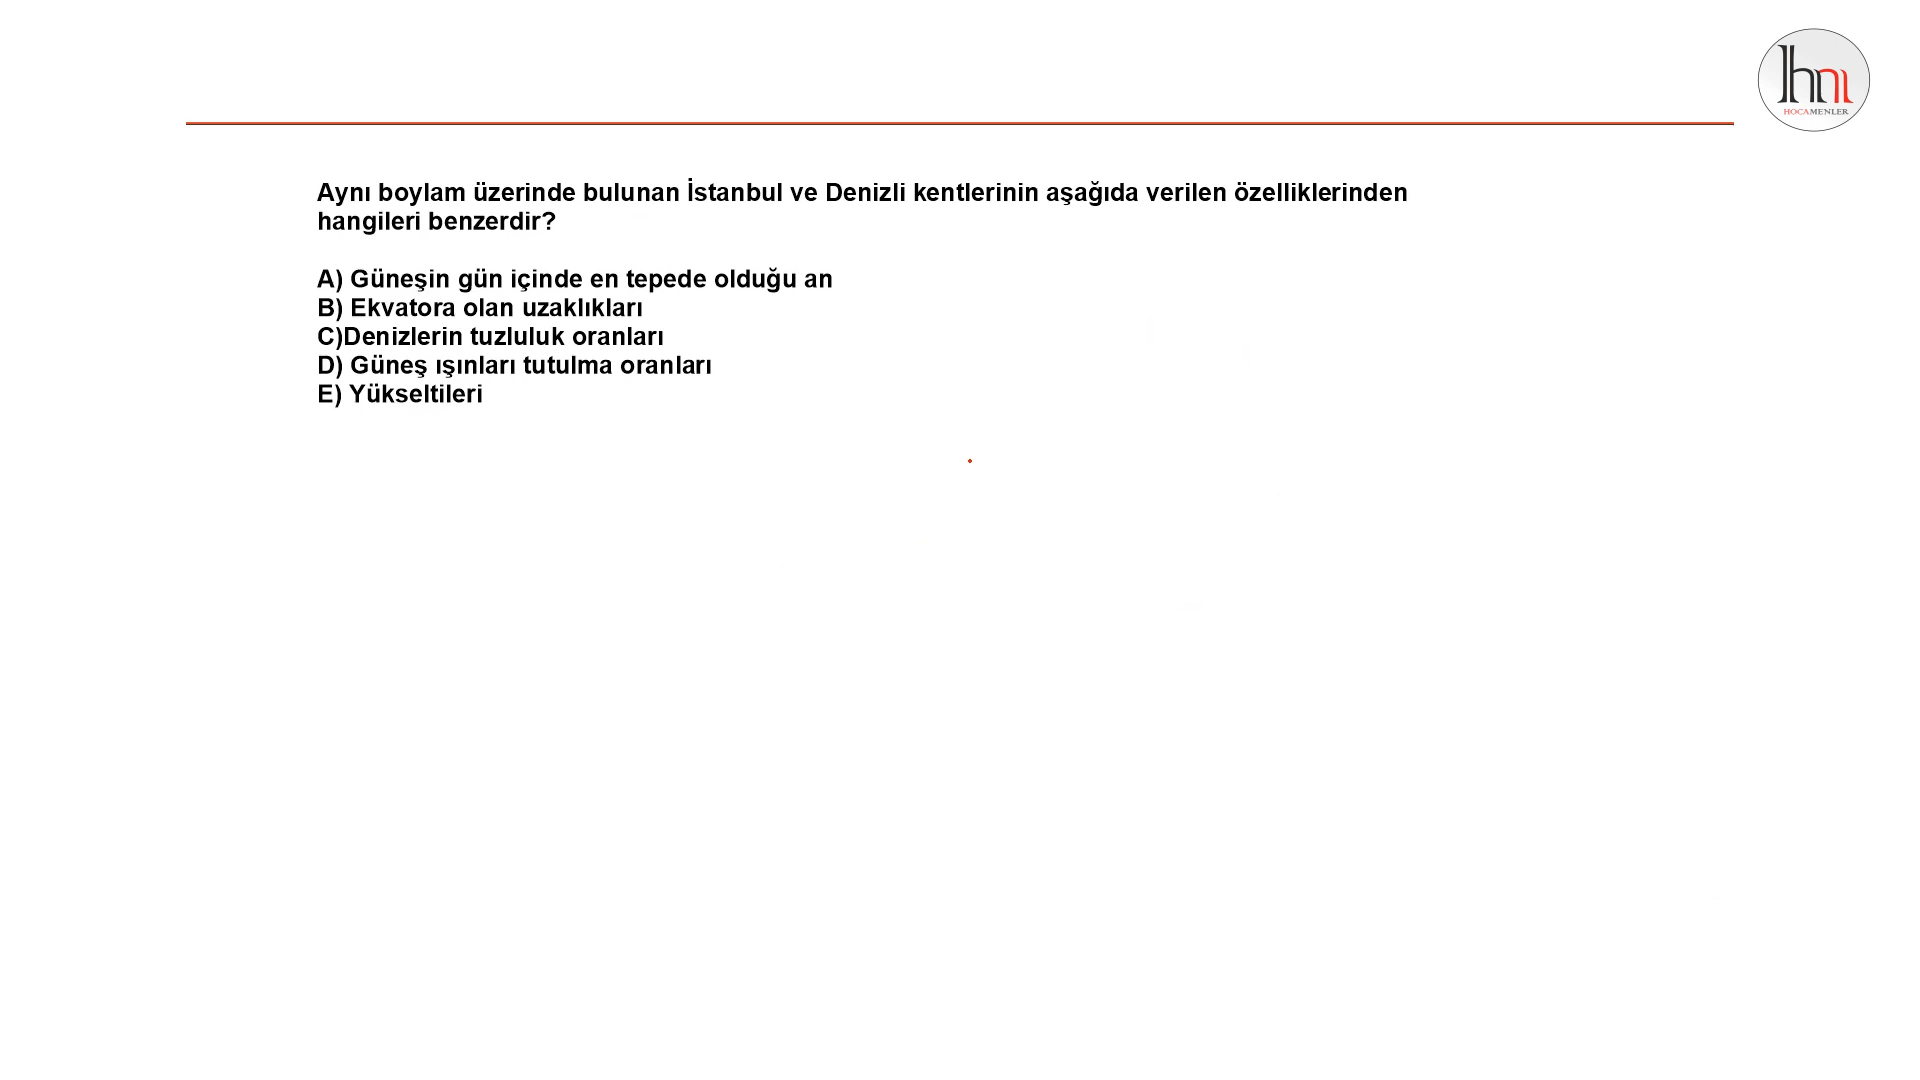 hm
HOCAMENLER
Aynı boylam üzerinde bulunan İstanbul ve Denizli kentlerinin aşağıda verilen özelliklerinden
hangileri benzerdir?
A) Güneşin gün içinde en tepede olduğu an
B) Ekvatora olan uzaklıkları
C)Denizlerin tuzluluk oranları
D) Güneş ışınları tutulma oranları
E) Yükseltileri